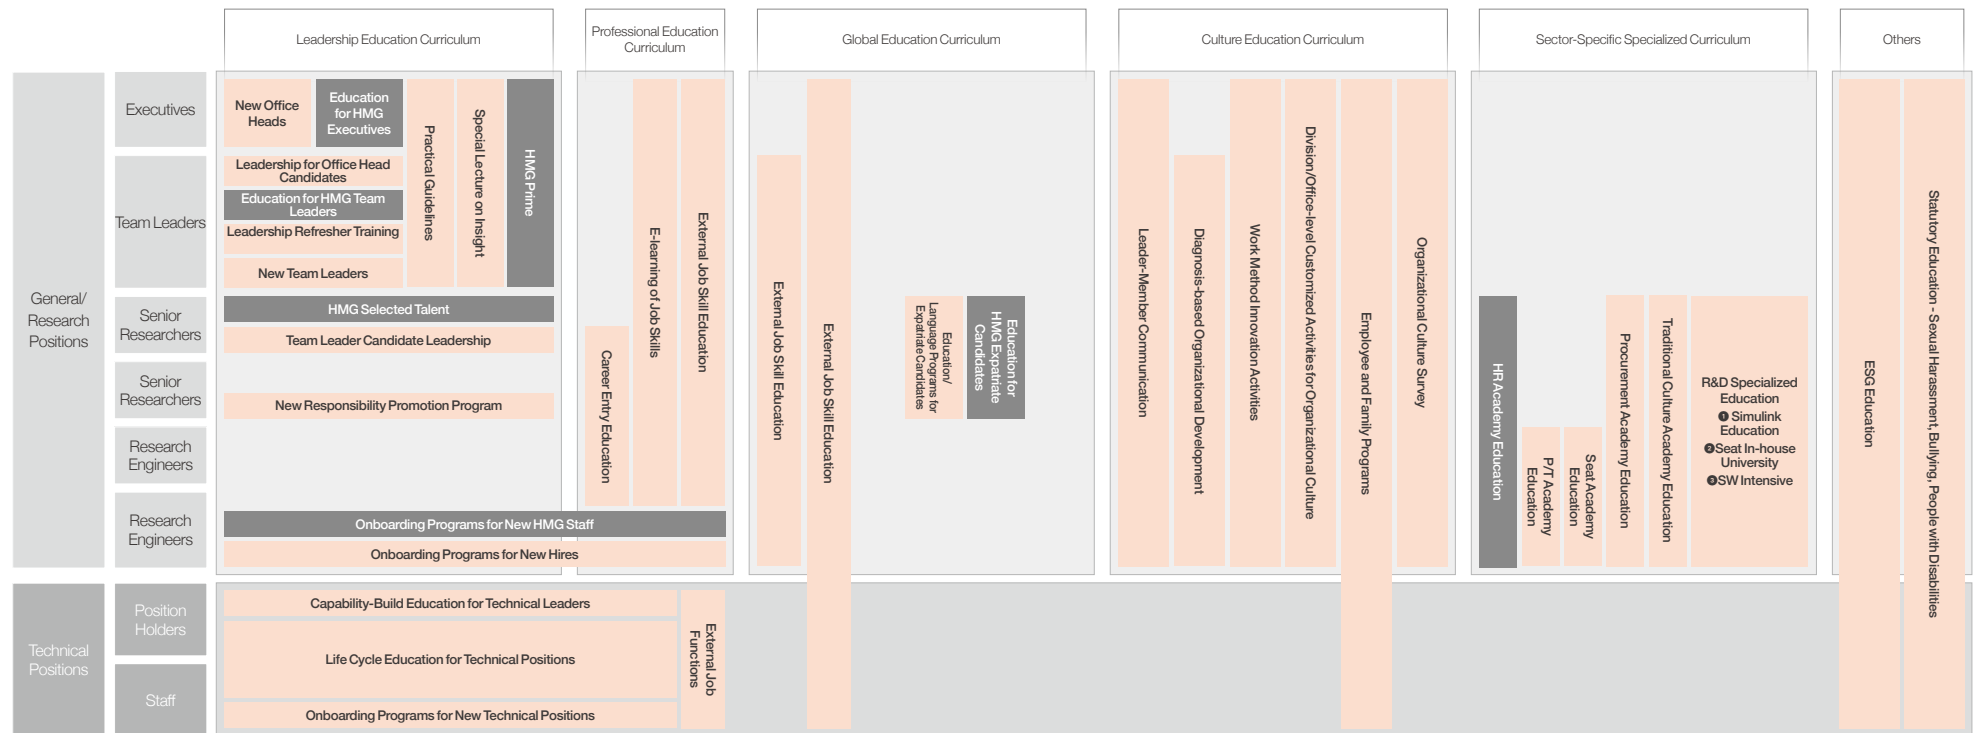 Leadership Education Curriculum
Professional Education
Curriculum
Global Education Curriculum
Culture Education Curriculum
Sector-Specific Specialized Curriculum
Others
General/
Research
Positions
Executives
Team Leaders
Senior
Researchers
Senior
Researchers
Research
Engineers
Research
Engineers
Technical
Positions
Position
Holders
Staff
New Office
Heads
Education
for HMG
Executives
Leadership for Office Head
Candidates
Education for HMG Team
Leaders
Leadership Refresher Training
New Team Leaders
Practical Guidelines
Special Lecture on Insight
HMG Prime
HMG Selected Talent
Team Leader Candidate Leadership
New Responsibility Promotion Program
Onboarding Programs for New HMG Staff
Onboarding Programs for New Hires
Career Entry Education
E-learning of Job Skills
External Job Skill Education
Capability-Build Education for Technical Leaders
Life Cycle Education for Technical Positions
Onboarding Programs for New Technical Positions
External Job
Functions
External Job Skill Education
External Job Skill Education
Education/
Language Programs for
Expatriate Candidates
Education for
HMG Expatriate
Candidates
Leader-Member Communication
Diagnosis-based Organizational Development
Work Method Innovation Activities
Division/Office-level Customized Activities for Organizational Culture
Employee and Family Programs
Organizational Culture Survey
HR Academy Education
P/T Academy
Education
Seat Academy
Education
Procurement Academy Education
Traditional Culture Academy Education
R&D Specialized
Education
❶ Simulink
Education
❷Seat In-house
University
❸SW Intensive
ESG Education
Statutory Education - Sexual Harassment, Bullying, People with Disabilities